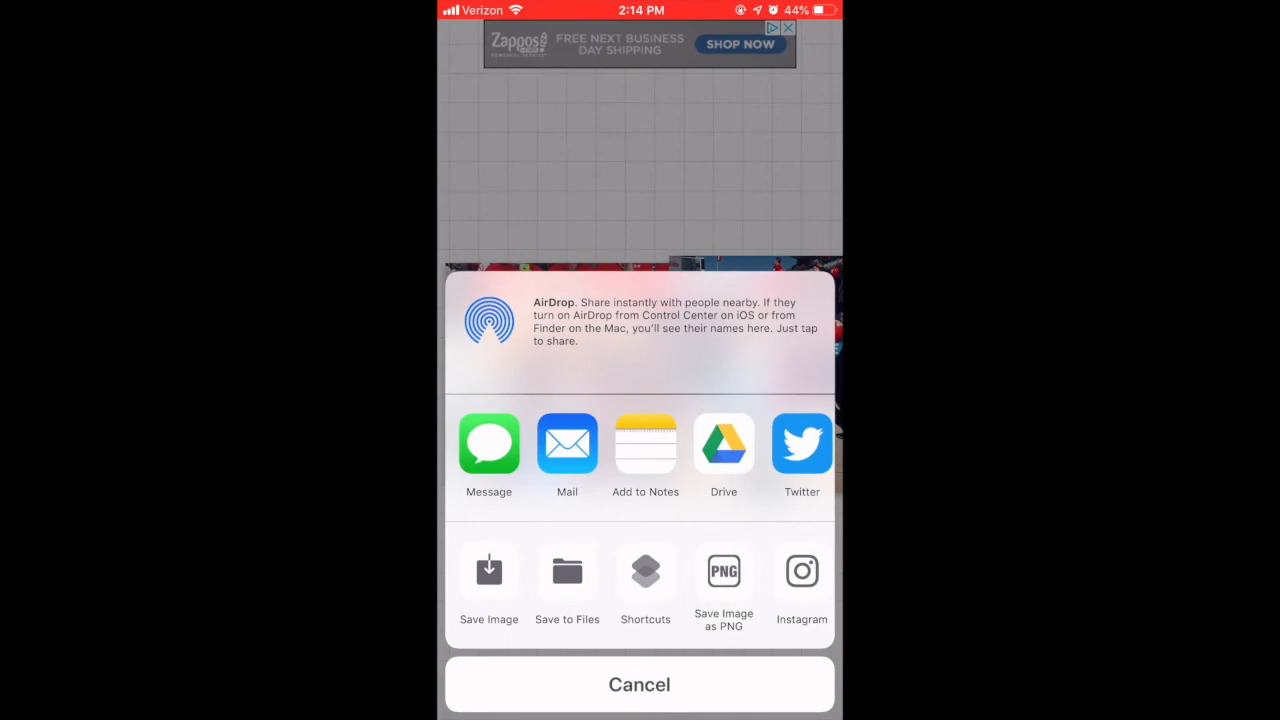 Verizon 2:14 PM 44%
Zappos FREE NEXT BUSINESS
DAY SHIPPING
SHOP NOW
AirDrop. Share instantly with people nearby. If they
turn on AirDrop from Control Center on iOS or from
Finder on the Mac, you'll see their names here. Just tap
to share.
Message Mail Add to Notes Drive Twitter
PNG
Save Image Save to Files Shortcuts Save Image
as PNG
Instagram
Cancel